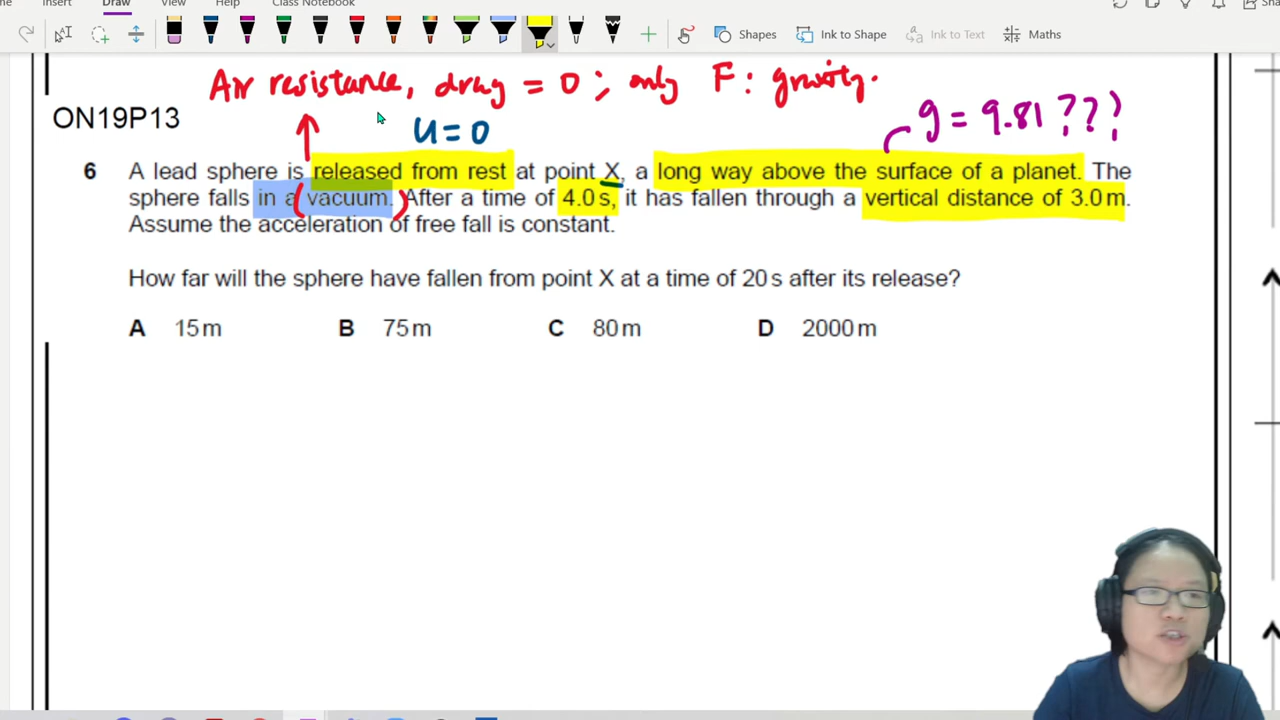 Insert Draw View Help Class Notebook
Shapes Ink to Shape Ink to Text Maths
Air resistance, drag = 0 ; only F : gravity.
ON19P13
u = 0
g = 9.81 ???
6 A lead sphere is released from rest at point X, a long way above the surface of a planet. The
sphere falls in a (vacuum.) After a time of 4.0 s, it has fallen through a vertical distance of 3.0 m.
Assume the acceleration of free fall is constant.
How far will the sphere have fallen from point X at a time of 20 s after its release?
A 15 m B 75 m C 80 m D 2000 m